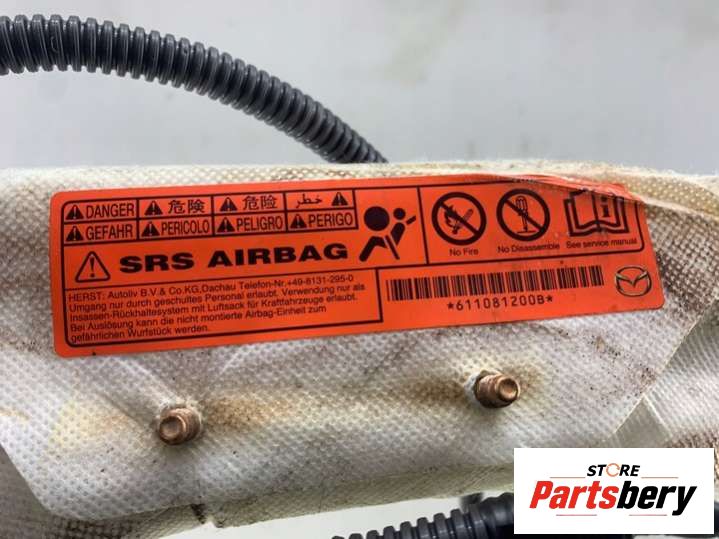 DANGER 危険 危险 خطر
GEFAHR PERICOLO PELIGRO PERIGO
SRS AIRBAG
HERST: Autoliv B.V.& Co.KG,Dachau Telefon-Nr.+49-8131-295-0
Umgang nur durch geschultes Personal erlaubt. Verwendung nur als
Insassen-Rückhaltesystem mit Luftsack für Kraftfahrzeuge erlaubt.
Bei Auslösung kann die nicht montierte Airbag-Einheit zum
gefährlichen Wurfstück werden.
No Fire No Disassemble See service manual
*611081200B*
STORE
Partsbery